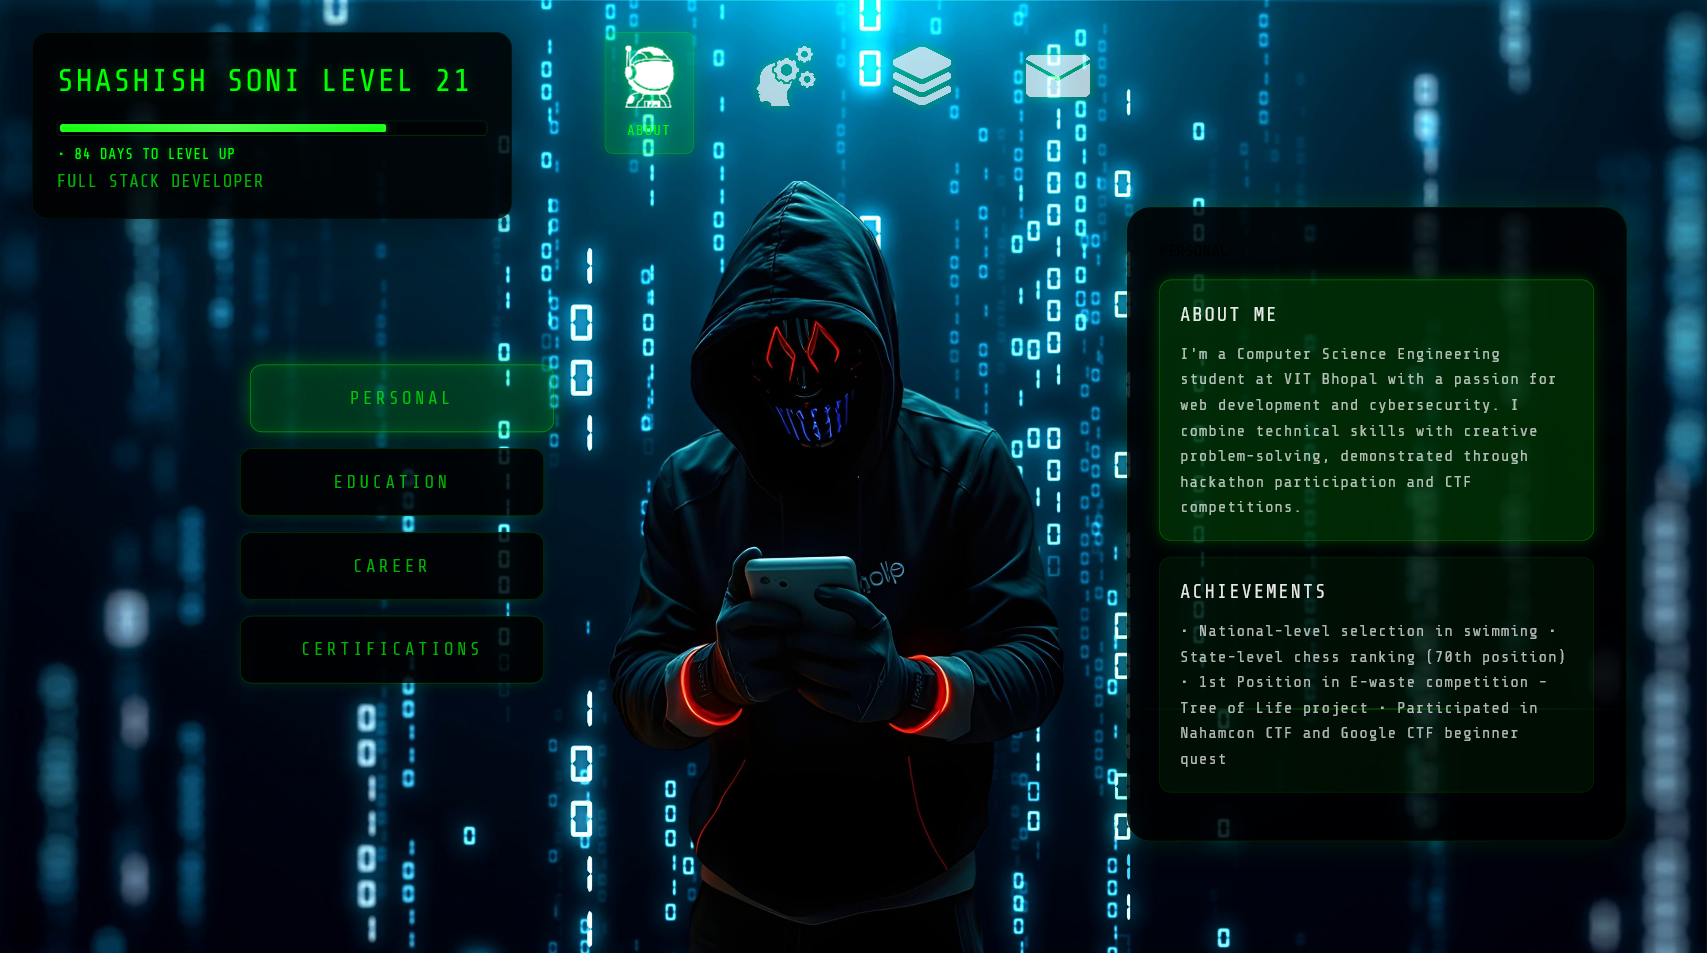 SHASHISH SONI LEVEL 21
· 84 DAYS TO LEVEL UP
FULL STACK DEVELOPER
ABOUT
PERSONAL
EDUCATION
CAREER
CERTIFICATIONS
PERSONAL
ABOUT ME
I'm a Computer Science Engineering
student at VIT Bhopal with a passion for
web development and cybersecurity. I
combine technical skills with creative
problem-solving, demonstrated through
hackathon participation and CTF
competitions.
ACHIEVEMENTS
· National-level selection in swimming ·
State-level chess ranking (70th position)
· 1st Position in E-waste competition -
Tree of Life project · Participated in
Nahamcon CTF and Google CTF beginner
quest